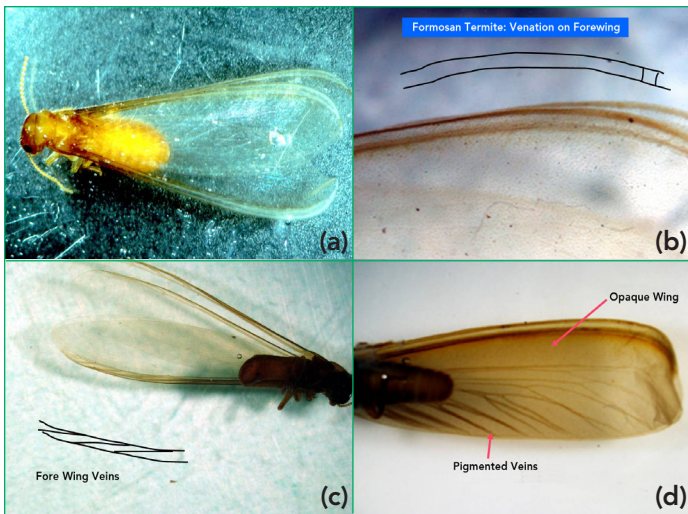 Formosan Termite: Venation on Forewing
(a)
(b)
Opaque Wing
Fore Wing Veins
(c)
Pigmented Veins
(d)